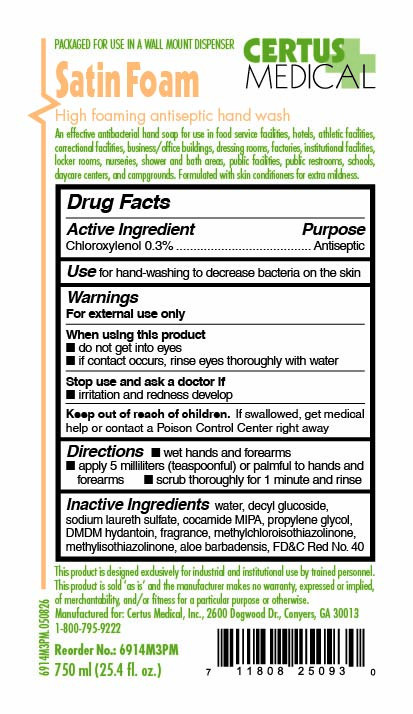 PACKAGED FOR USE IN A WALL MOUNT DISPENSER
CERTUS
MEDICAL
Satin Foam
High foaming antiseptic hand wash
An effective antibacterial hand soap for use in food service facilities, hotels, athletic facilities,
correctional facilities, business/office buildings, dressing rooms, factories, institutional facilities,
locker rooms, nurseries, shower and bath areas, public facilities, public restrooms, schools,
daycare centers, and campgrounds. Formulated with skin conditioners for extra mildness.
Drug Facts
Active Ingredient Purpose
Chloroxylenol 0.3% ....................................... Antiseptic
Use for hand-washing to decrease bacteria on the skin
Warnings
For external use only
When using this product
■ do not get into eyes
■ if contact occurs, rinse eyes thoroughly with water
Stop use and ask a doctor if
■ irritation and redness develop
Keep out of reach of children. If swallowed, get medical
help or contact a Poison Control Center right away
Directions ■ wet hands and forearms
■ apply 5 milliliters (teaspoonful) or palmful to hands and
forearms ■ scrub thoroughly for 1 minute and rinse
Inactive Ingredients water, decyl glucoside,
sodium laureth sulfate, cocamide MIPA, propylene glycol,
DMDM hydantoin, fragrance, methylchloroisothiazolinone,
methylisothiazolinone, aloe barbadensis, FD&C Red No. 40
This product is designed exclusively for industrial and institutional use by trained personnel.
This product is sold 'as is' and the manufacturer makes no warranty, expressed or implied,
of merchantability, and/or fitness for a particular purpose or otherwise.
Manufactured for: Certus Medical, Inc., 2600 Dogwood Dr., Conyers, GA 30013
1-800-795-9222
Reorder No.: 6914M3PM
750 ml (25.4 fl. oz.)
6914M3PM.050826
7 11808 25093 0